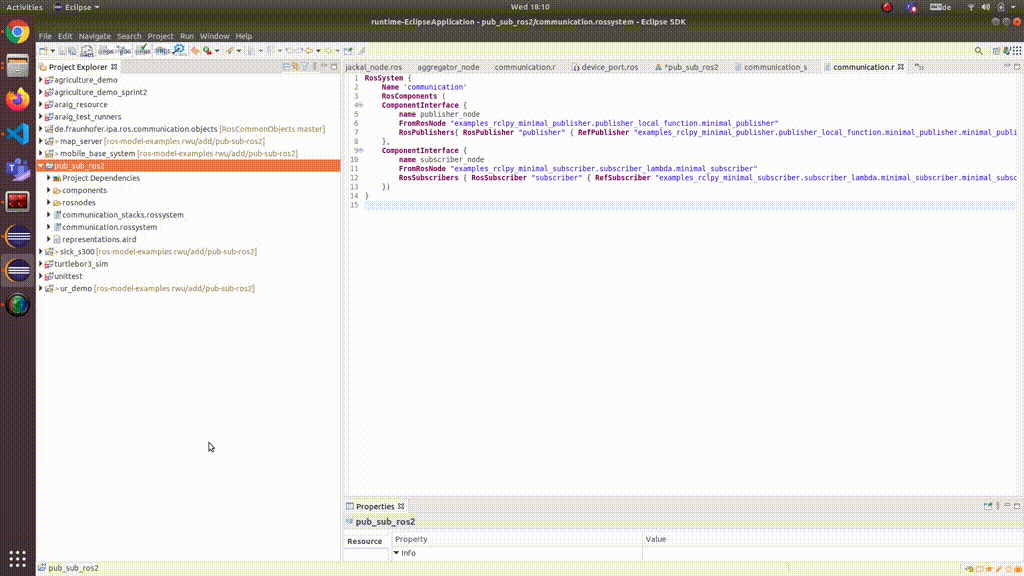 Activities
Eclipse
Wed 18:10
de
runtime-EclipseApplication - pub_sub_ros2/communication.rossystem - Eclipse SDK
File Edit Navigate Search Project Run Window Help
Project Explorer
agriculture_demo
agriculture_demo_sprint2
araig_resource
araig_test_runners
de.fraunhofer.ipa.ros.communication.objects [RosCommonObjects master]
> map_server [ros-model-examples rwu/add/pub-sub-ros2]
> mobile_base_system [ros-model-examples rwu/add/pub-sub-ros2]
pub_sub_ros2
Project Dependencies
components
rosnodes
communication_stacks.rossystem
communication.rossystem
representations.aird
> sick_s300 [ros-model-examples rwu/add/pub-sub-ros2]
turtlebor3_sim
unittest
> ur_demo [ros-model-examples rwu/add/pub-sub-ros2]
jackal_node.ros aggregator_node communication.r device_port.ros *pub_sub_ros2 communication_s communication.r
1 RosSystem {
2 Name 'communication'
3 RosComponents (
4 ComponentInterface {
5 name publisher_node
6 FromRosNode "examples_rclpy_minimal_publisher.publisher_local_function.minimal_publisher"
7 RosPublishers{ RosPublisher "publisher" { RefPublisher "examples_rclpy_minimal_publisher.publisher_local_function.minimal_publisher.minimal_publi
8 },
9 ComponentInterface {
10 name subscriber_node
11 FromRosNode "examples_rclpy_minimal_subscriber.subscriber_lambda.minimal_subscriber"
12 RosSubscribers { RosSubscriber "subscriber" { RefSubscriber "examples_rclpy_minimal_subscriber.subscriber_lambda.minimal_subscriber.minimal_subsc
13 })
14 }
15
Properties
pub_sub_ros2
Resource
Property Value
Info
pub_sub_ros2